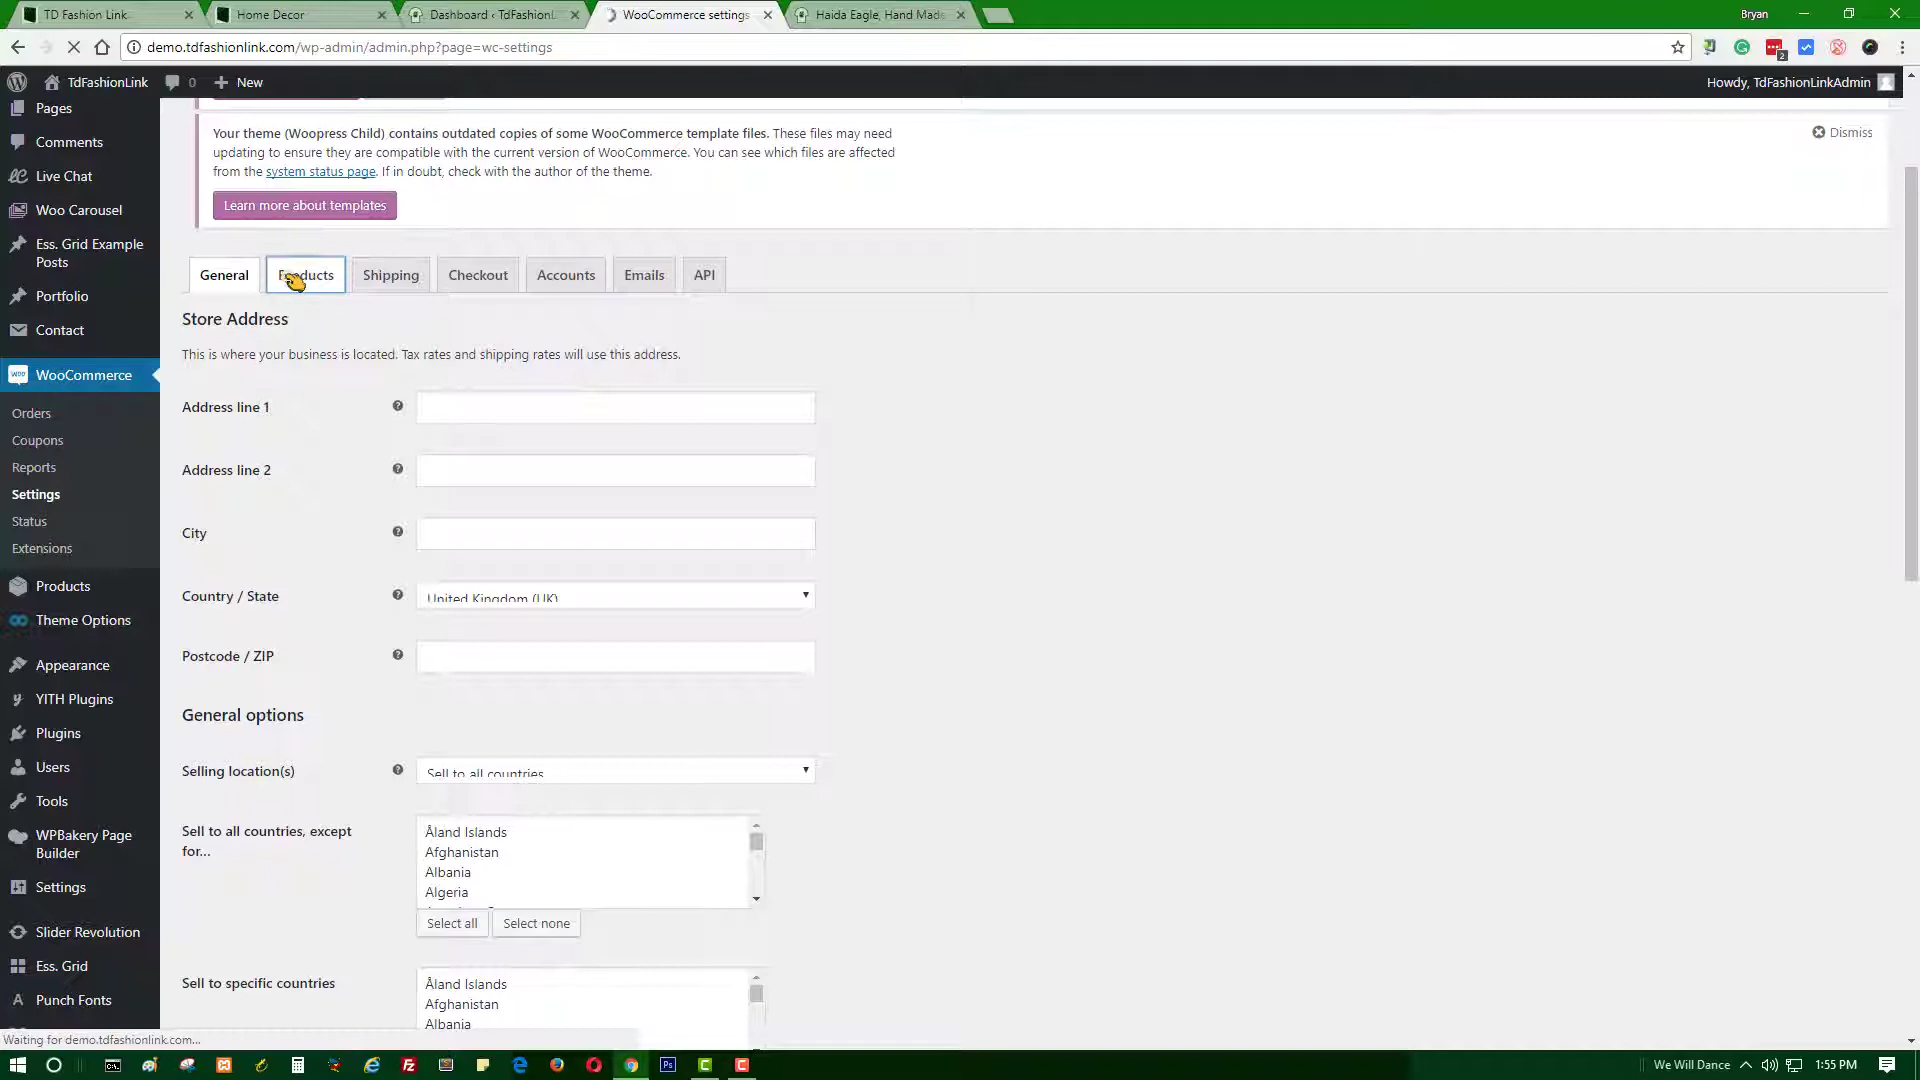 TD Fashion Link
Home Decor
Dashboard ‹ TdFashionL
WooCommerce settings
Haida Eagle, Hand Made
Bryan
demo.tdfashionlink.com/wp-admin/admin.php?page=wc-settings
2
TdFashionLink
0
New
Howdy, TdFashionLinkAdmin
Pages
Comments
Live Chat
Woo Carousel
Ess. Grid Example
Posts
Portfolio
Contact
WooCommerce
Orders
Coupons
Reports
Settings
Status
Extensions
Products
Theme Options
Appearance
YITH Plugins
Plugins
Users
Tools
WPBakery Page
Builder
Settings
Slider Revolution
Ess. Grid
Punch Fonts
Your theme (Woopress Child) contains outdated copies of some WooCommerce template files. These files may need
updating to ensure they are compatible with the current version of WooCommerce. You can see which files are affected
from the system status page. If in doubt, check with the author of the theme.
Dismiss
Learn more about templates
General
Products
Shipping
Checkout
Accounts
Emails
API
Store Address
This is where your business is located. Tax rates and shipping rates will use this address.
Address line 1
Address line 2
City
Country / State
United Kingdom (UK)
Postcode / ZIP
General options
Selling location(s)
Sell to all countries
Sell to all countries, except
for...
Åland Islands
Afghanistan
Albania
Algeria
Select all
Select none
Sell to specific countries
Åland Islands
Afghanistan
Albania
Waiting for demo.tdfashionlink.com...
We Will Dance
1:55 PM